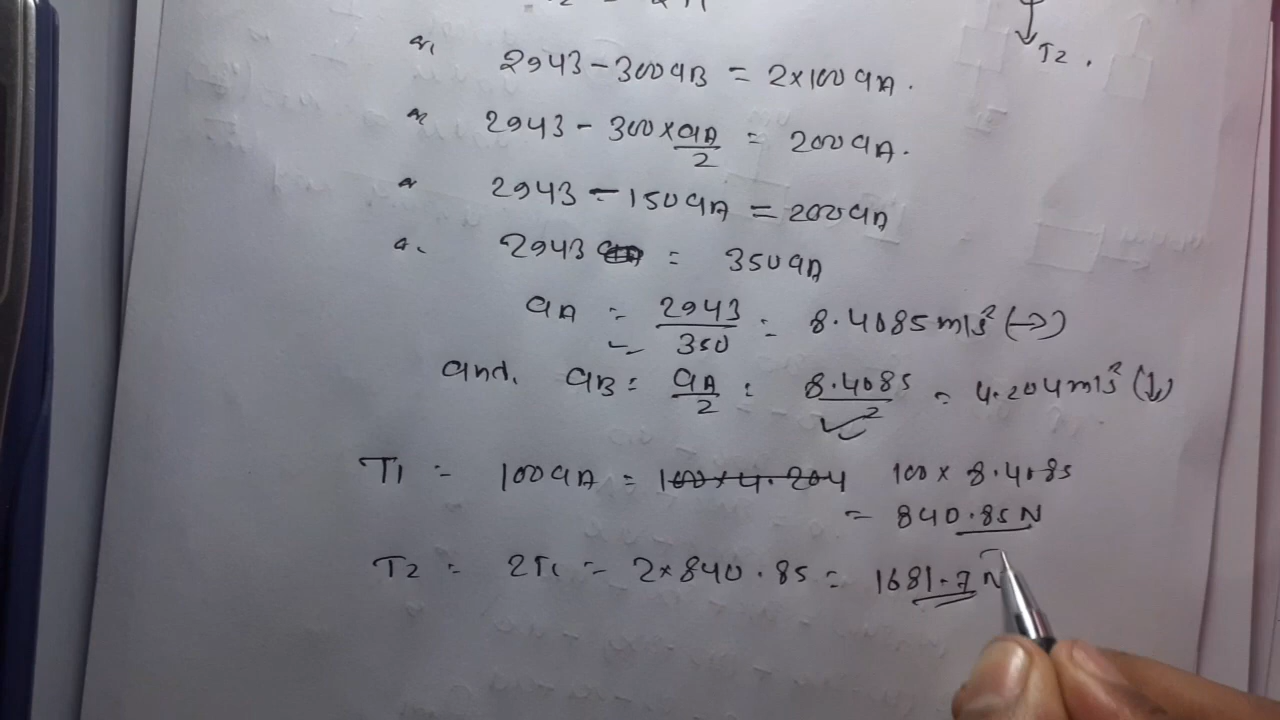 T2 .
2943 - 300aB = 2×100aA.
2943 - 300×aA/2 = 200aA.
2943 - 150aA = 200aA
2943 = 350aA
aA = 2943/350 = 8.4085 m/s² (→)
and, aB = aA/2 = 8.4085/2 = 4.204 m/s² (↓)
T1 = 100aA = 100×4.204 100 × 8.4085
= 840.85 N
T2 = 2T1 = 2×840.85 = 1681.7 N